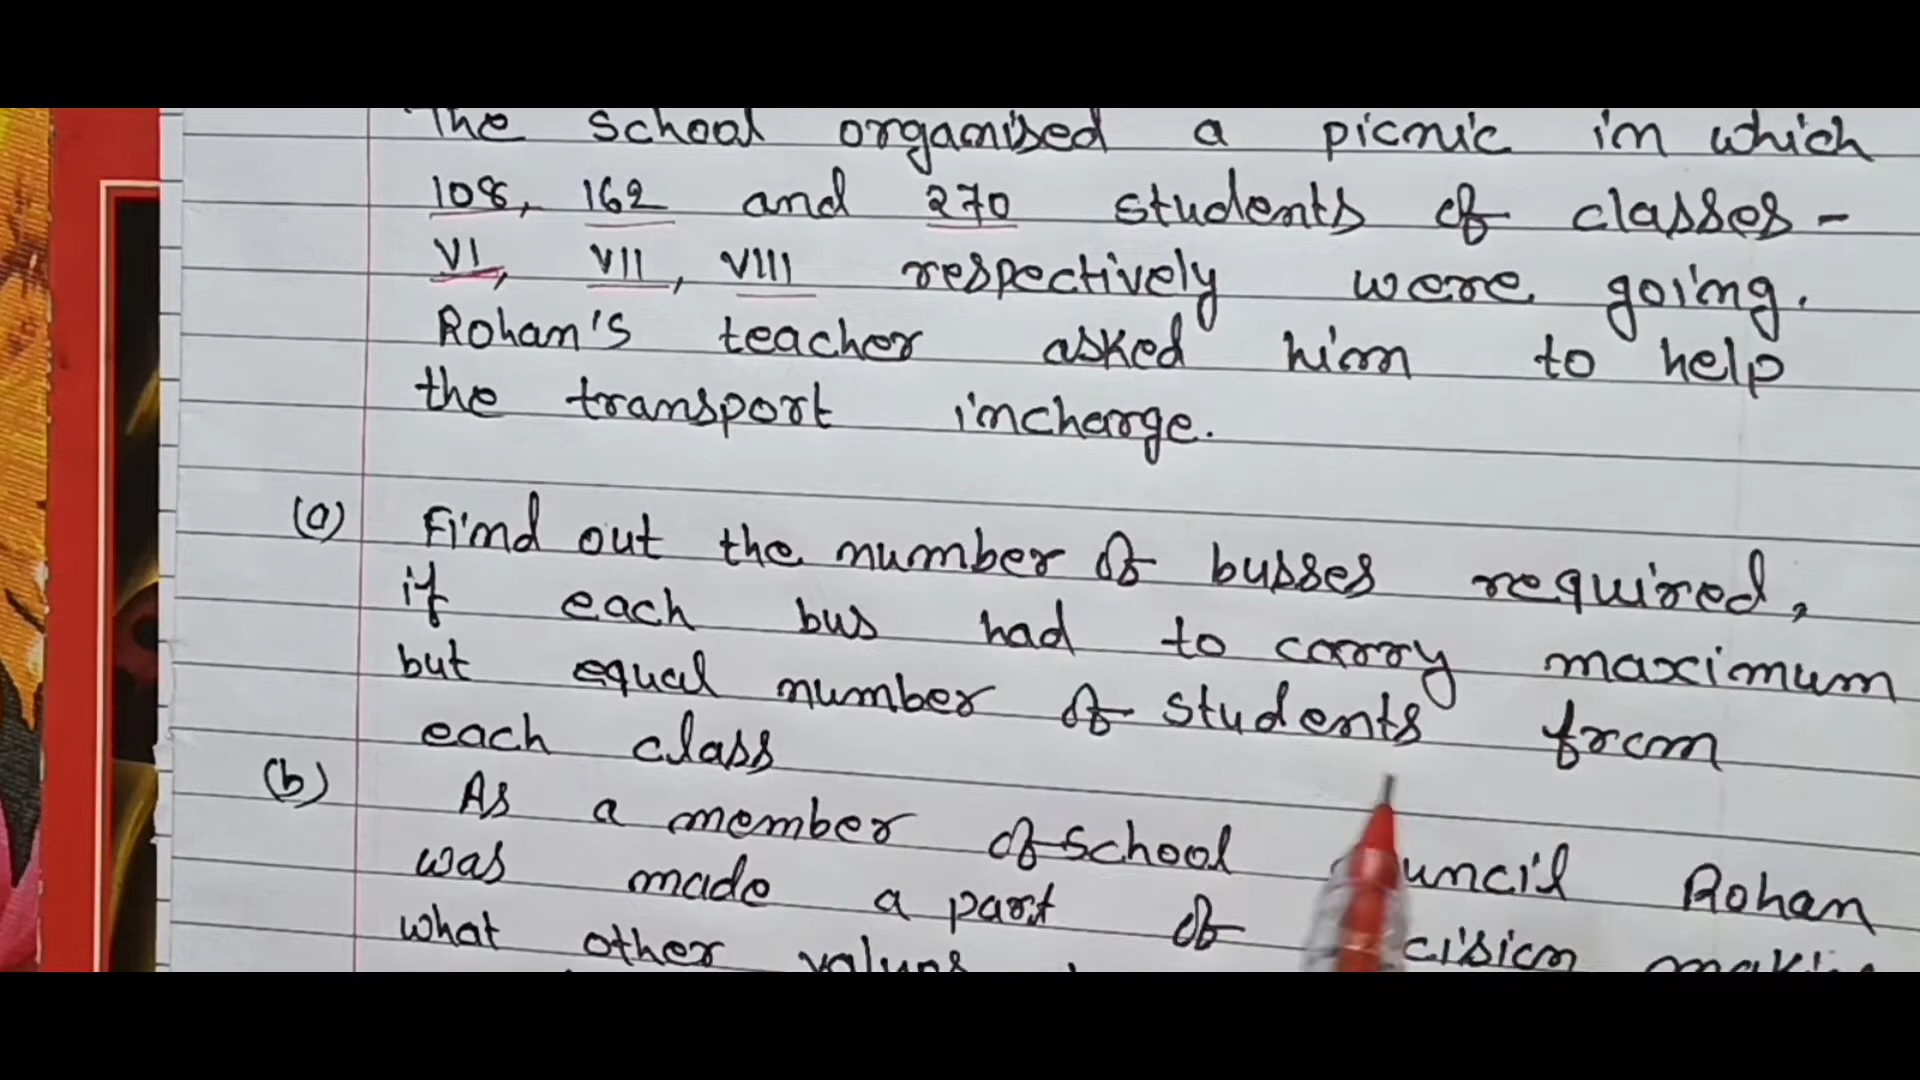 The school organised a picnic in which
108, 162 and 270 students of classes -
VI, VII, VIII respectively were going.
Rohan's teacher asked him to help
the transport incharge.
(a) Find out the number of busses required,
if each bus had to carry maximum
but equal number of students from
each class
(b) As a member of school Rohan
was made a part of
what other values